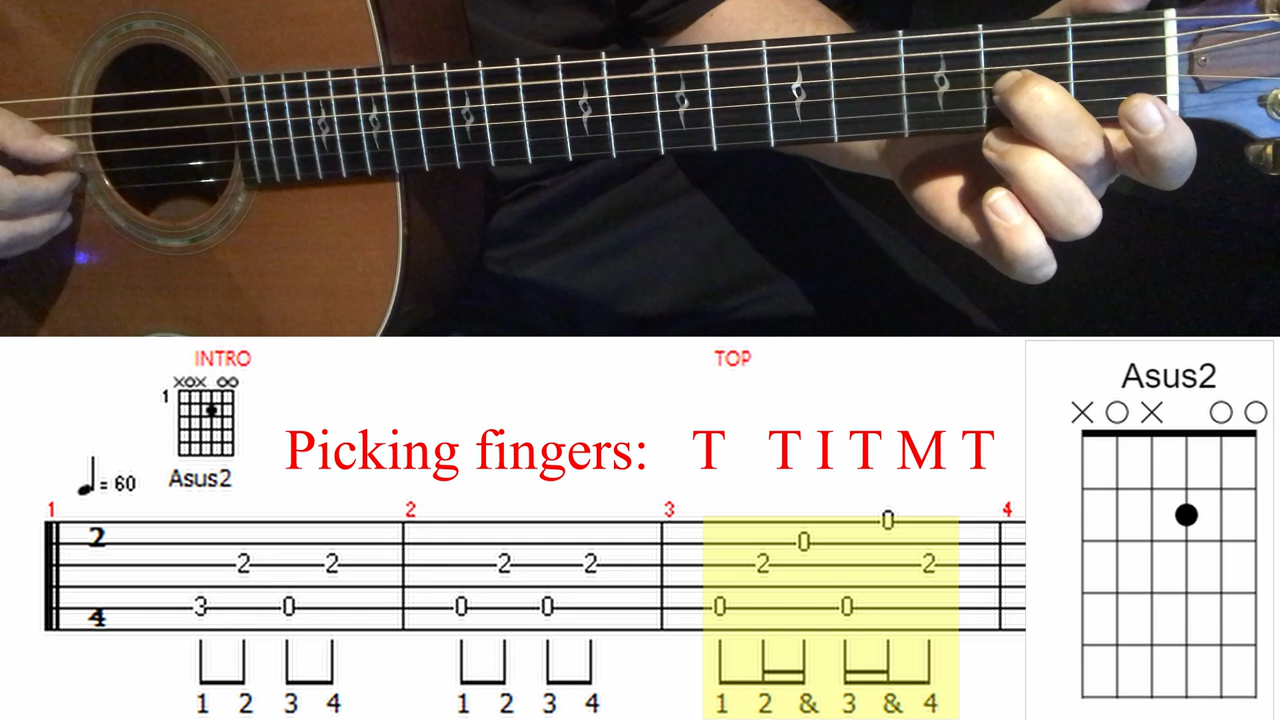 INTRO TOP
×o× oo
1
Asus2
Picking fingers: T T I T M T
♩= 60
Asus2
× ○ × ○ ○
1 2 3 4
2
4
0
0
2 2 2 2 2 2
3 0 0 0 0 0
1 2 3 4 1 2 3 4 1 2 & 3 & 4